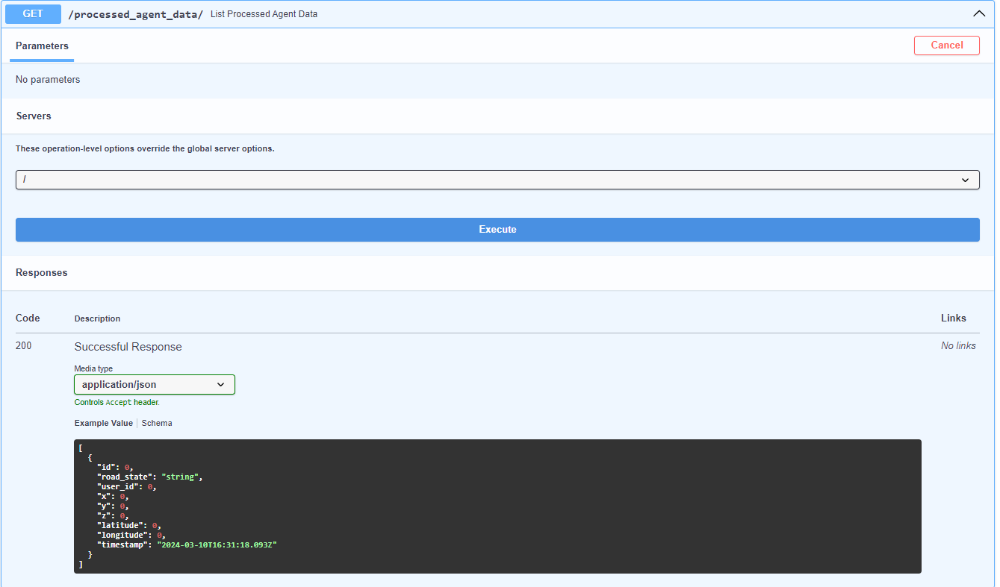 GET /processed_agent_data/ List Processed Agent Data
Parameters Cancel
No parameters
Servers
These operation-level options override the global server options.
/
Execute
Responses
Code Description Links
200 Successful Response No links
Media type
application/json
Controls Accept header.
Example Value Schema
[
  {
    "id": 0,
    "road_state": "string",
    "user_id": 0,
    "x": 0,
    "y": 0,
    "z": 0,
    "latitude": 0,
    "longitude": 0,
    "timestamp": "2024-03-10T16:31:18.093Z"
  }
]